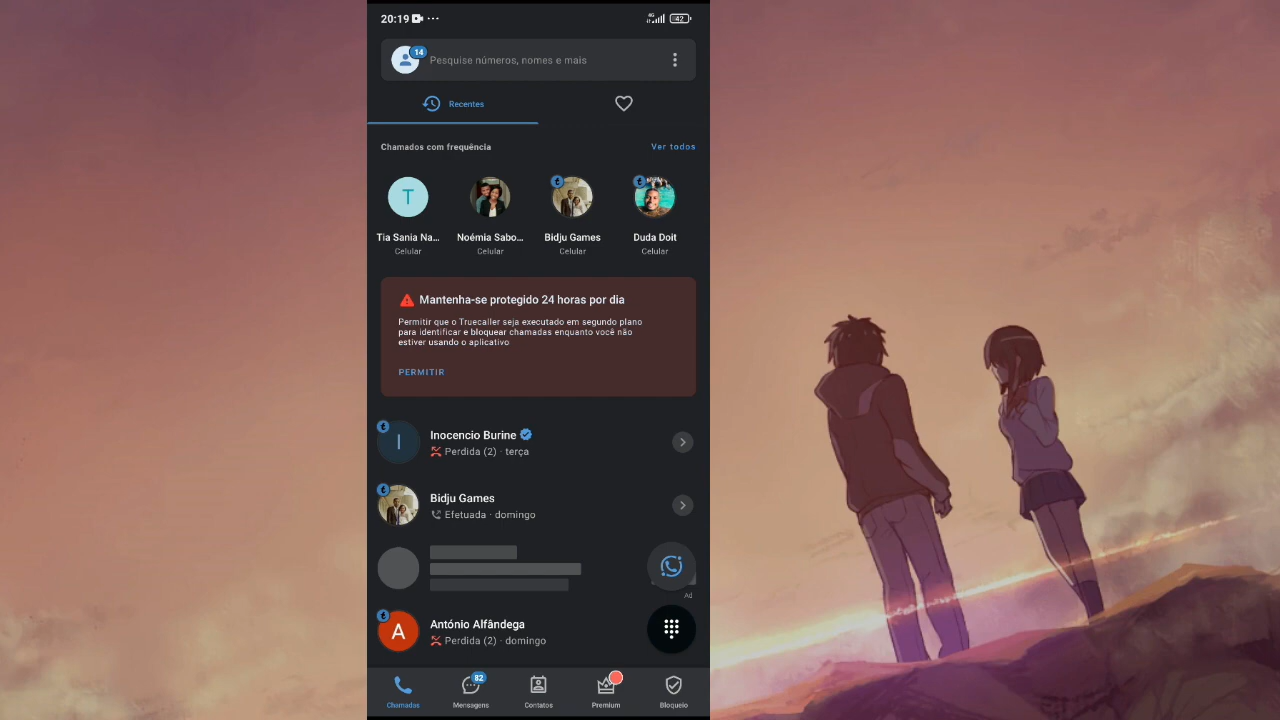 20:19
4G
42
14
Pesquise números, nomes e mais
Recentes
Chamados com frequência
Ver todos
T
Tia Sania Na...
Noémia Sabo...
Bidju Games
Duda Doit
Celular
Celular
Celular
Celular
Mantenha-se protegido 24 horas por dia
Permitir que o Truecaller seja executado em segundo plano
para identificar e bloquear chamadas enquanto você não
estiver usando o aplicativo
PERMITIR
I
Inocencio Burine
Perdida (2) · terça
Bidju Games
Efetuada · domingo
Ad
A
António Alfândega
Perdida (2) · domingo
82
Chamadas
Mensagens
Contatos
Premium
Bloqueio